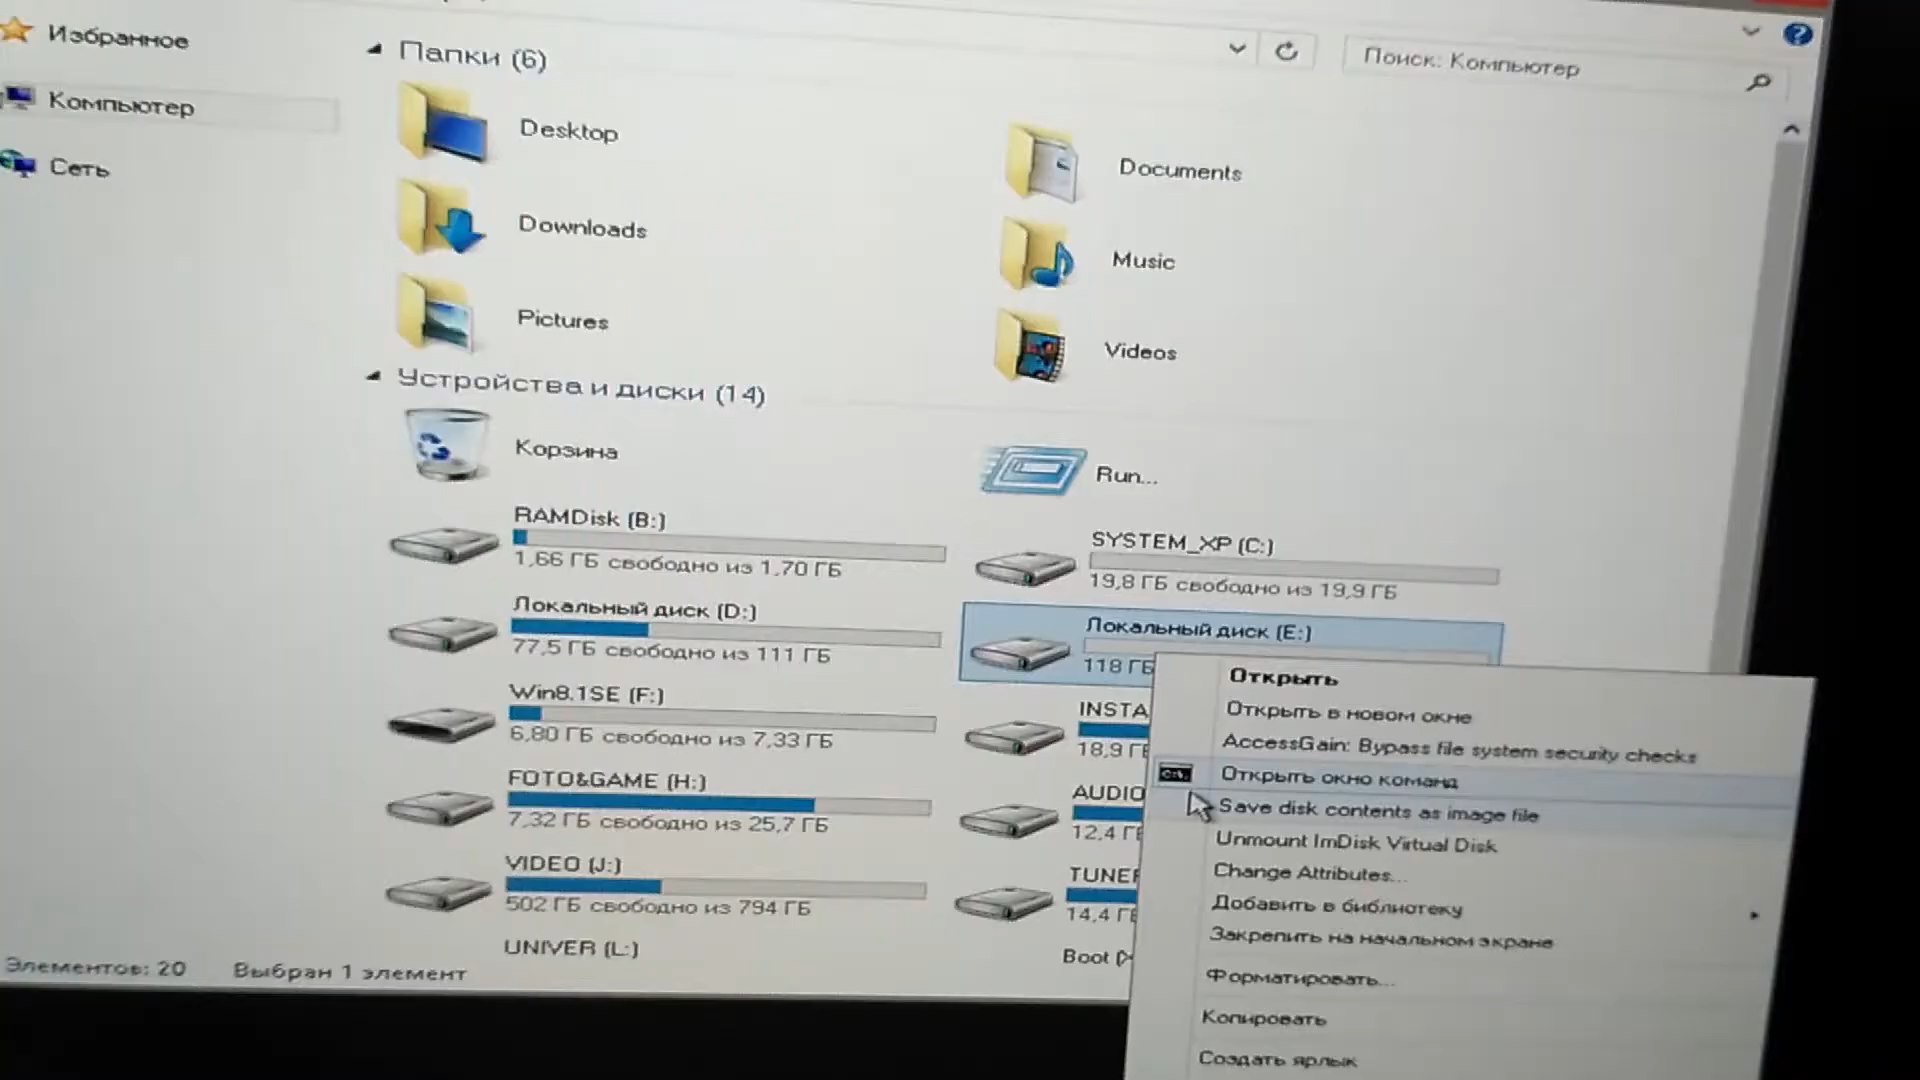 Избранное
Компьютер
Сеть
Поиск: Компьютер
Папки (6)
Desktop
Documents
Downloads
Music
Pictures
Videos
Устройства и диски (14)
Корзина
Run...
RAMDisk (B:)
1,66 ГБ свободно из 1,70 ГБ
SYSTEM_XP (C:)
19,8 ГБ свободно из 19,9 ГБ
Локальный диск (D:)
77,5 ГБ свободно из 111 ГБ
Локальный диск (E:)
118 ГБ
Win8.1SE (F:)
6,80 ГБ свободно из 7,33 ГБ
INSTA
18,9 ГБ
FOTO&GAME (H:)
7,32 ГБ свободно из 25,7 ГБ
AUDIO
12,4 ГБ
VIDEO (J:)
502 ГБ свободно из 794 ГБ
TUNER
14,4 ГБ
UNIVER (L:)
Boot
Элементов: 20
Выбран 1 элемент
Открыть
Открыть в новом окне
AccessGain: Bypass file system security checks
Открыть окно команд
Save disk contents as image file
Unmount ImDisk Virtual Disk
Change Attributes...
Добавить в библиотеку
Закрепить на начальном экране
Форматировать...
Копировать
Создать ярлык